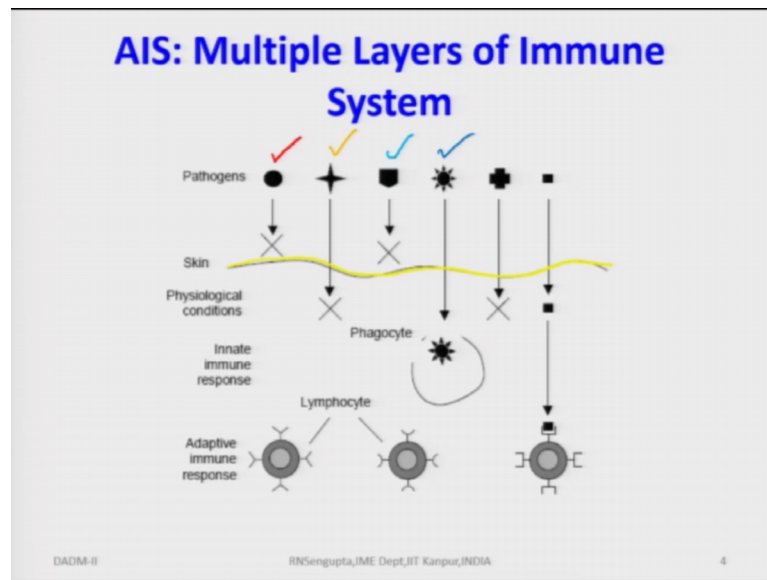 AIS: Multiple Layers of Immune
System
Pathogens
Skin
Physiological
conditions
Phagocyte
Innate
immune
response
Lymphocyte
Adaptive
immune
response
DADM-II
RNSengupta,IME Dept,IIT Kanpur,INDIA
4